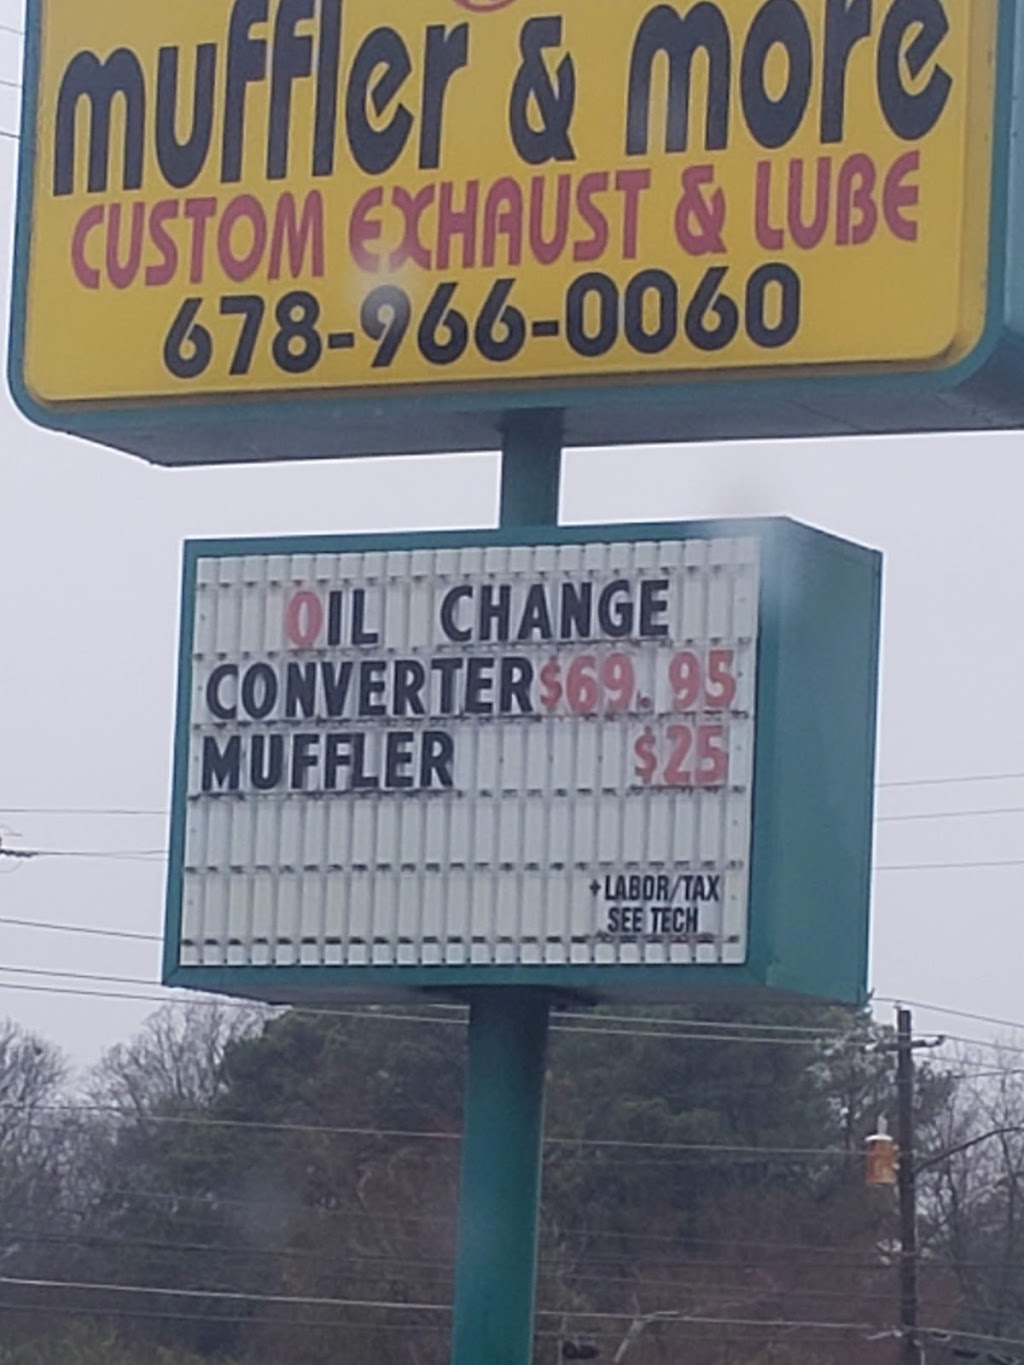 muffler & more
CUSTOM EXHAUST & LUBE
678-966-0060
OIL CHANGE
CONVERTER $69.95
MUFFLER $25
+LABOR/TAX
SEE TECH